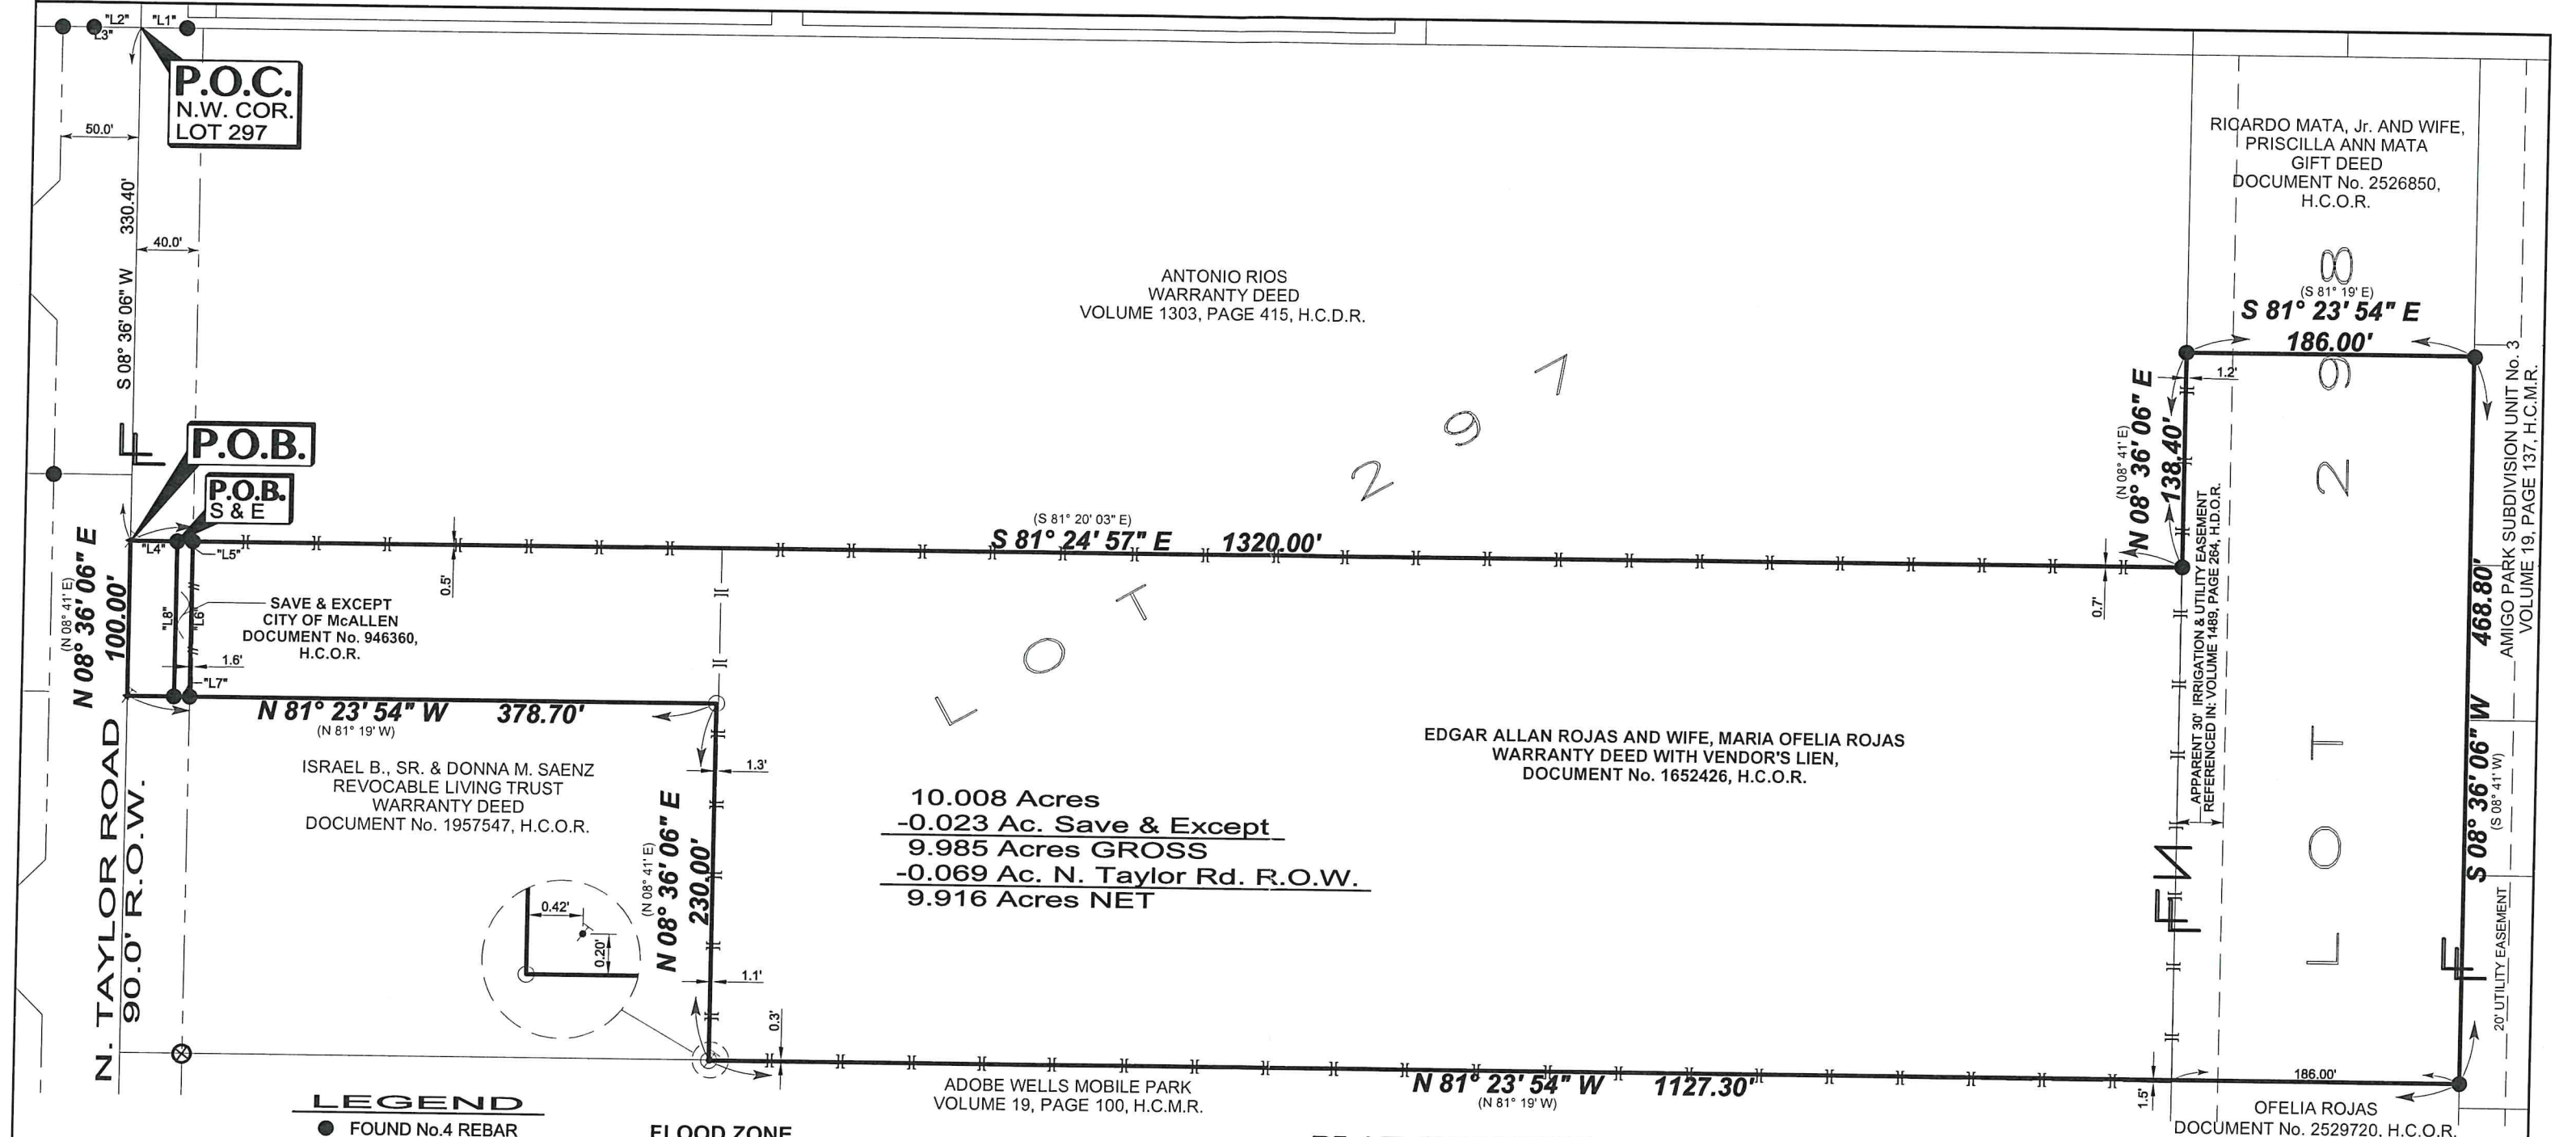 "L2"
"L1"
"L3"
P.O.C.
N.W. COR.
LOT 297
50.0'
S 08° 36' 06" W 330.40'
40.0'
P.O.B.
P.O.B.
S & E
"L4"
"L5"
N 08° 36' 06" E
100.00'
(N 08° 41' E)
"L8"
"L6"
SAVE & EXCEPT
CITY OF McALLEN
DOCUMENT No. 946360,
H.C.O.R.
1.6'
"L7"
0.5'
N 81° 23' 54" W 378.70'
(N 81° 19' W)
N. TAYLOR ROAD
90.0' R.O.W.
ISRAEL B., SR. & DONNA M. SAENZ
REVOCABLE LIVING TRUST
WARRANTY DEED
DOCUMENT No. 1957547, H.C.O.R.
0.42'
0.20'
(N 08° 41' E)
N 08° 36' 06" E
230.00'
1.3'
1.1'
0.3'
ANTONIO RIOS
WARRANTY DEED
VOLUME 1303, PAGE 415, H.C.D.R.
LOT 297
(S 81° 20' 03" E)
S 81° 24' 57" E 1320.00'
EDGAR ALLAN ROJAS AND WIFE, MARIA OFELIA ROJAS
WARRANTY DEED WITH VENDOR'S LIEN,
DOCUMENT No. 1652426, H.C.O.R.
10.008 Acres
-0.023 Ac. Save & Except
9.985 Acres GROSS
-0.069 Ac. N. Taylor Rd. R.O.W.
9.916 Acres NET
RICARDO MATA, Jr. AND WIFE,
PRISCILLA ANN MATA
GIFT DEED
DOCUMENT No. 2526850,
H.C.O.R.
(S 81° 19' E)
S 81° 23' 54" E
186.00'
1.2'
(N 08° 41' E)
N 08° 36' 06" E
138.40'
0.7'
APPARENT 30' IRRIGATION & UTILITY EASEMENT
REFERENCED IN: VOLUME 1489, PAGE 264, H.D.O.R.
LOT 298
S 08° 36' 06" W 468.80'
(S 08° 41' W)
AMIGO PARK SUBDIVISION UNIT No. 3
VOLUME 19, PAGE 137, H.C.M.R.
20' UTILITY EASEMENT
ADOBE WELLS MOBILE PARK
VOLUME 19, PAGE 100, H.C.M.R.
N 81° 23' 54" W 1127.30'
(N 81° 19' W)
1.5'
186.00'
OFELIA ROJAS
DOCUMENT No. 2529720, H.C.O.R.
LEGEND
FOUND No.4 REBAR
FLOOD ZONE